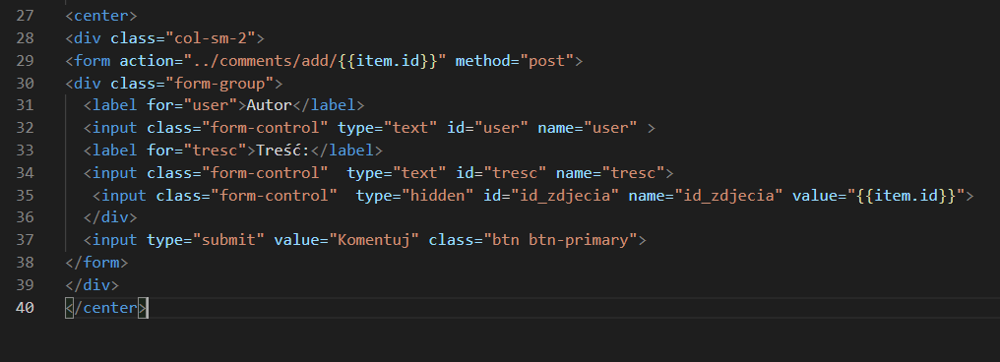 27 <center>
28 <div class="col-sm-2">
29 <form action="../comments/add/{{item.id}}" method="post">
30 <div class="form-group">
31   <label for="user">Autor</label>
32   <input class="form-control" type="text" id="user" name="user" >
33   <label for="tresc">Treść:</label>
34   <input class="form-control"  type="text" id="tresc" name="tresc">
35    <input class="form-control"  type="hidden" id="id_zdjecia" name="id_zdjecia" value="{{item.id}}">
36   </div>
37   <input type="submit" value="Komentuj" class="btn btn-primary">
38 </form>
39 </div>
40 </center>